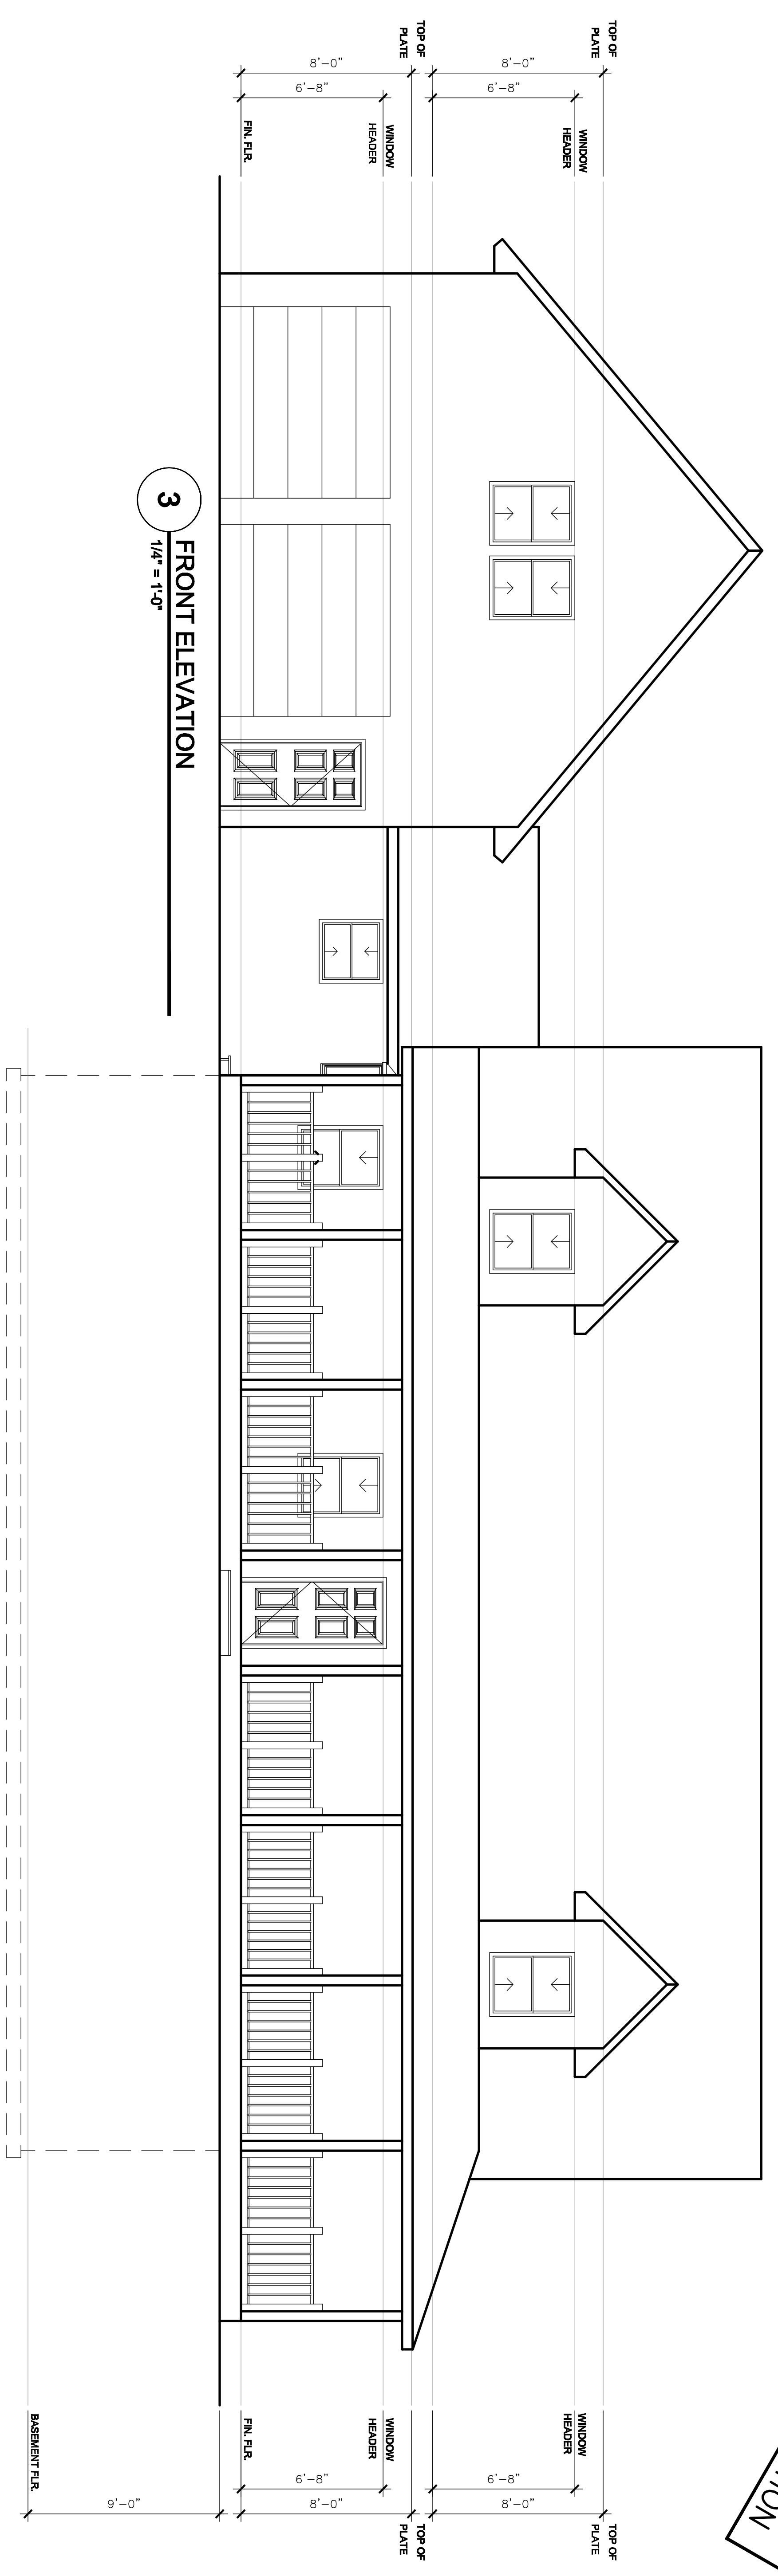 TOP OF
PLATE
8'-0"
WINDOW
HEADER
6'-8"
TOP OF
PLATE
8'-0"
WINDOW
HEADER
6'-8"
FIN. FLR.
3
FRONT ELEVATION
1/4" = 1'-0"
WINDOW
HEADER
6'-8"
8'-0"
TOP OF
PLATE
WINDOW
HEADER
6'-8"
8'-0"
TOP OF
PLATE
FIN. FLR.
9'-0"
BASEMENT FLR.